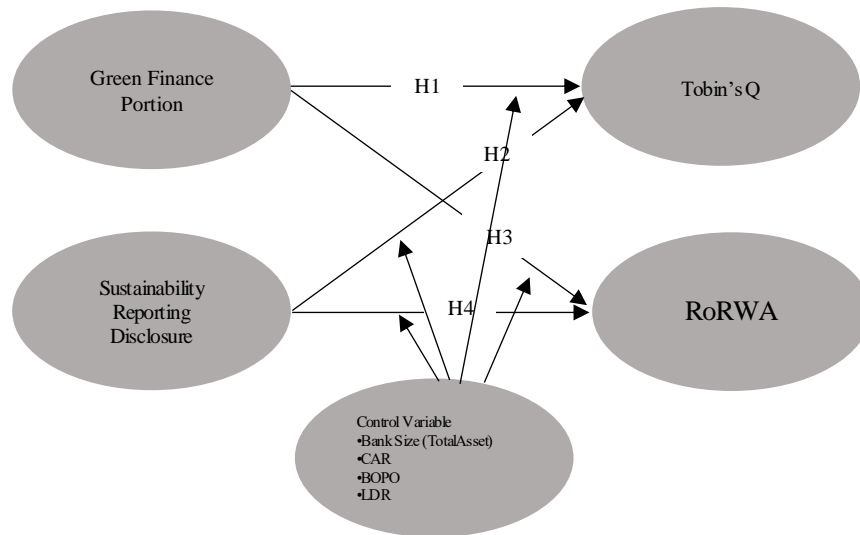 Green Finance
Portion
H1
Tobin's Q
H2
H3
Sustainability
Reporting
Disclosure
H4
RoRWA
Control Variable
•Bank Size (TotalAsset)
•CAR
•BOPO
•LDR